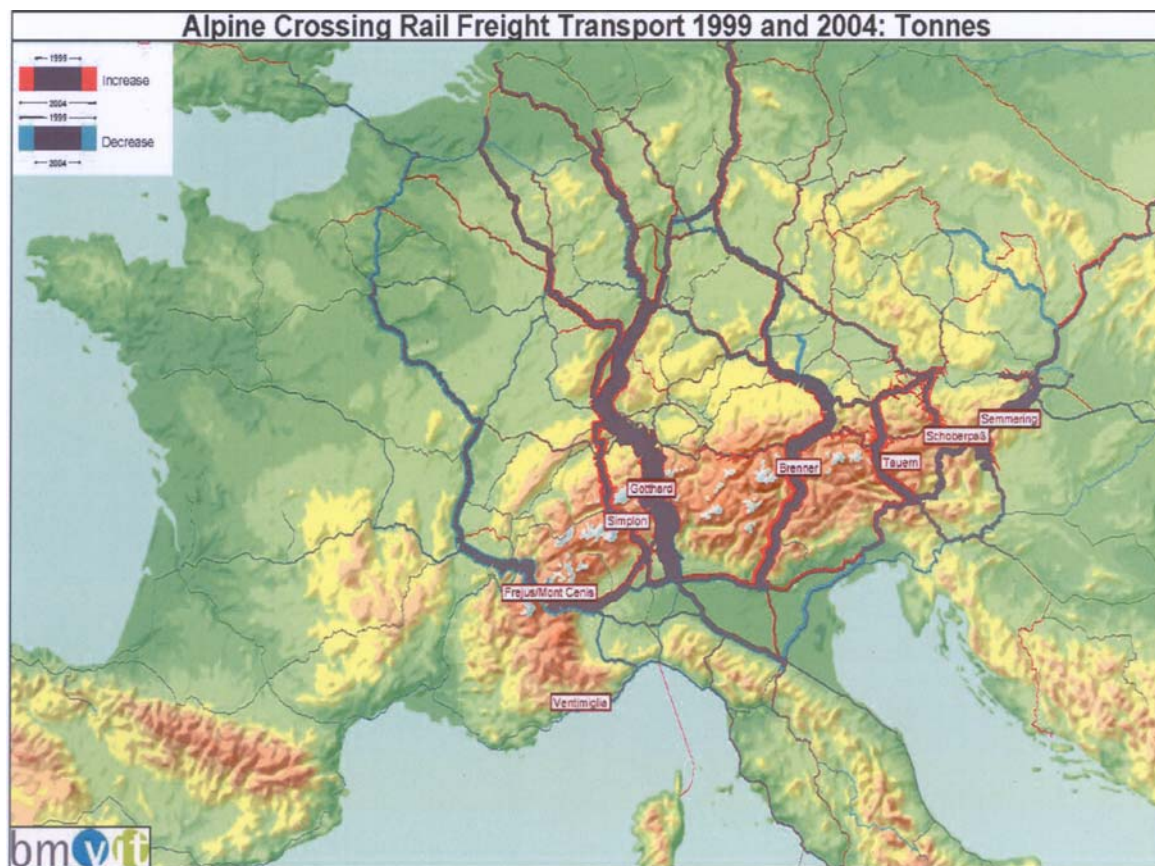 Alpine Crossing Rail Freight Transport 1999 and 2004: Tonnes
1999
Increase
2004
1999
Decrease
2004
Semmering
Schoberpaß
Tauern
Brenner
Gotthard
Simplon
Frejus/Mont Cenis
Ventimiglia
bmvit